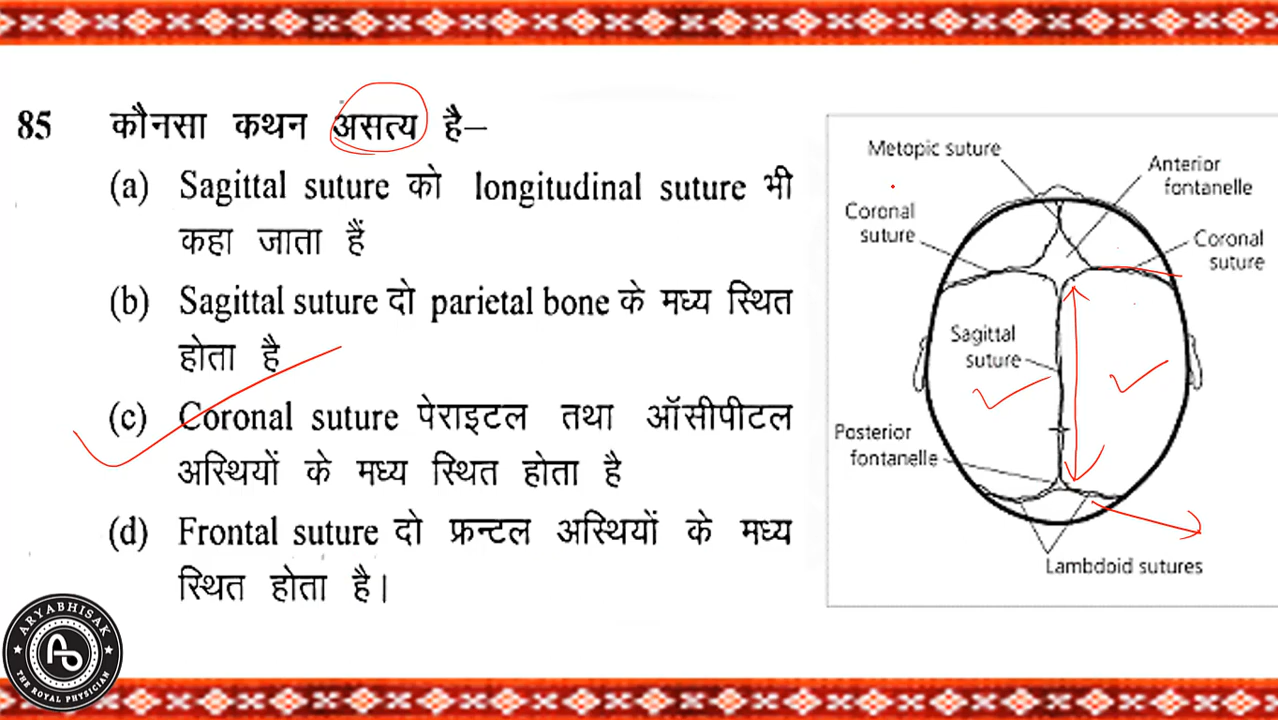 85 कौनसा कथन असत्य है–
(a) Sagittal suture को longitudinal suture भी
कहा जाता हैं
(b) Sagittal suture दो parietal bone के मध्य स्थित
होता है
(c) Coronal suture पेराइटल तथा ऑसीपीटल
अस्थियों के मध्य स्थित होता है
(d) Frontal suture दो फ्रन्टल अस्थियों के मध्य
स्थित होता है।
Metopic suture
Anterior
fontanelle
Coronal
suture
Coronal
suture
Sagittal
suture
Posterior
fontanelle
Lambdoid sutures
ARYABHISAK
THE ROYAL PHYSICIAN